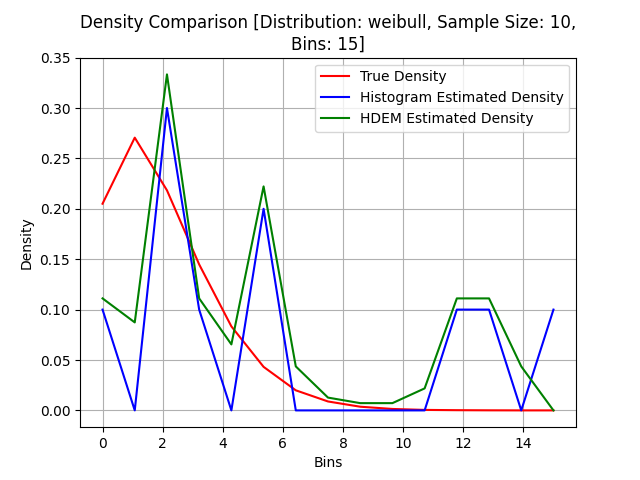 Density Comparison [Distribution: weibull, Sample Size: 10,
Bins: 15]
True Density
Histogram Estimated Density
HDEM Estimated Density
Density
0.35
0.30
0.25
0.20
0.15
0.10
0.05
0.00
0 2 4 6 8 10 12 14
Bins